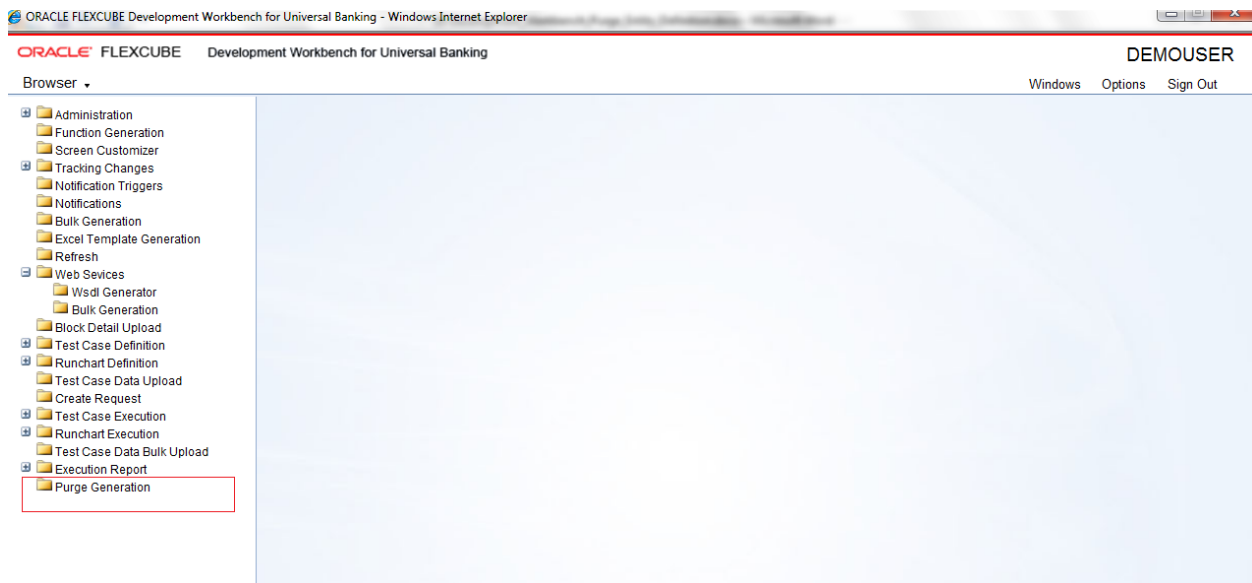 ORACLE FLEXCUBE Development Workbench for Universal Banking - Windows Internet Explorer
ORACLE FLEXCUBE Development Workbench for Universal Banking
DEMOUSER
Browser
Windows Options Sign Out
Administration
Function Generation
Screen Customizer
Tracking Changes
Notification Triggers
Notifications
Bulk Generation
Excel Template Generation
Refresh
Web Sevices
Wsdl Generator
Bulk Generation
Block Detail Upload
Test Case Definition
Runchart Definition
Test Case Data Upload
Create Request
Test Case Execution
Runchart Execution
Test Case Data Bulk Upload
Execution Report
Purge Generation